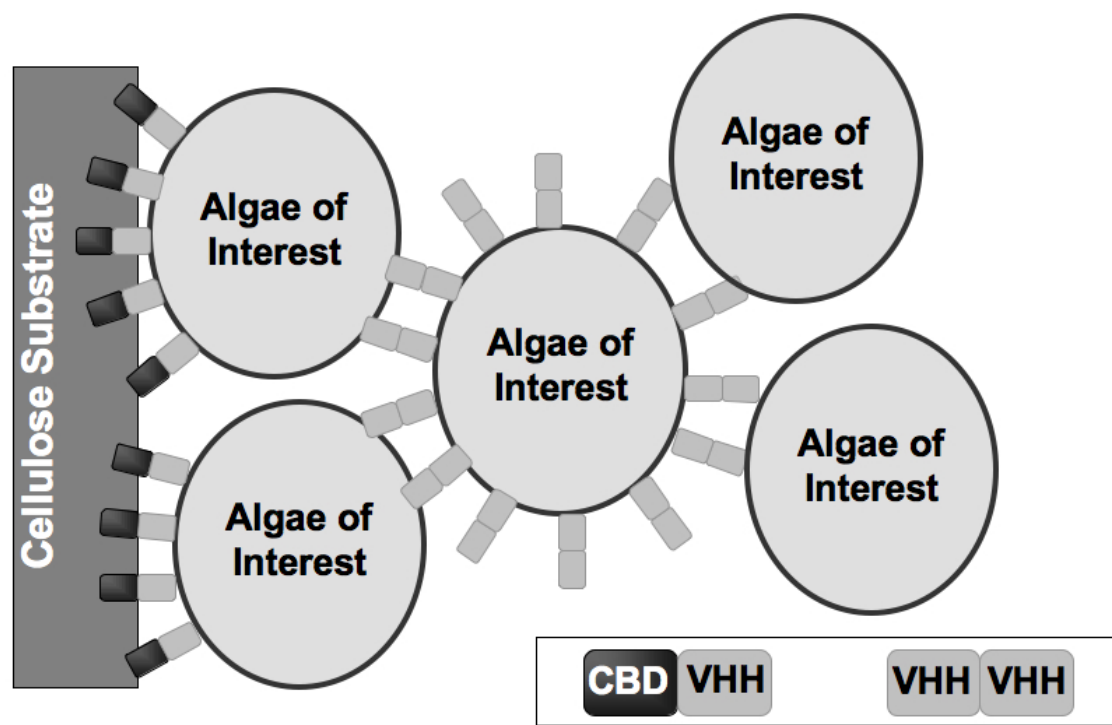 Cellulose Substrate
Algae of
Interest
Algae of
Interest
Algae of
Interest
Algae of
Interest
Algae of
Interest
CBD VHH
VHH VHH